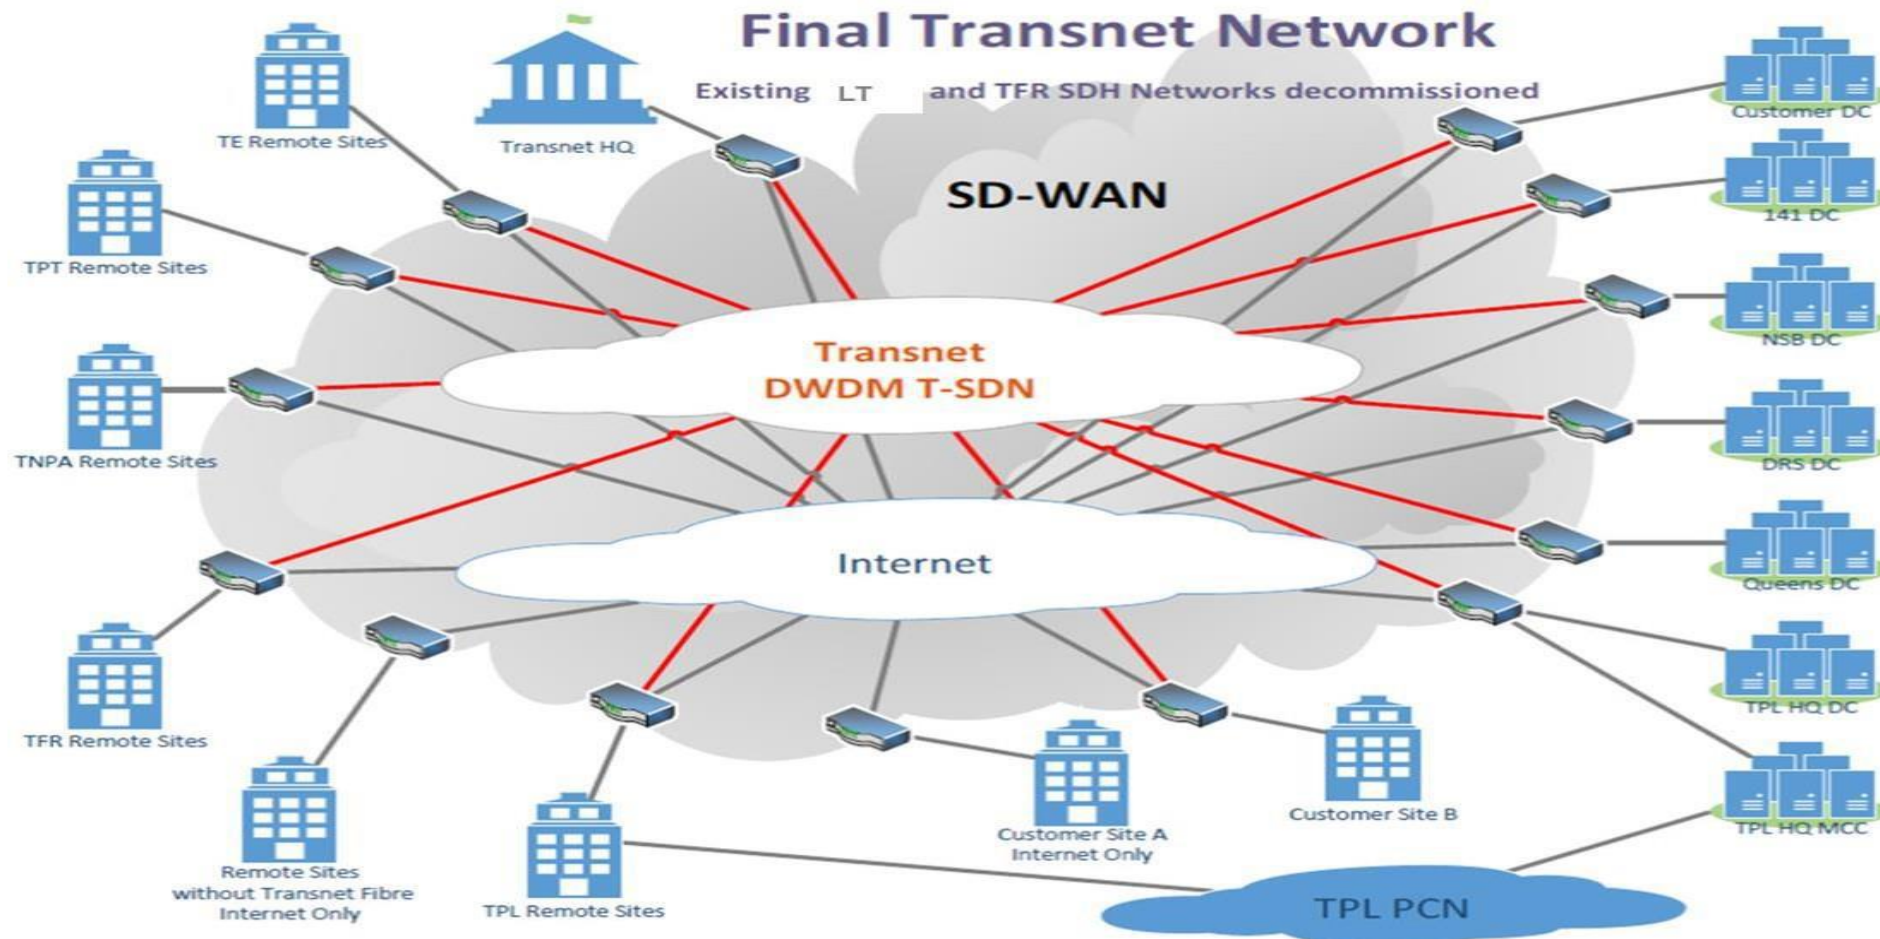 Final Transnet Network
Existing LT and TFR SDH Networks decommissioned
TE Remote Sites
Transnet HQ
Customer DC
SD-WAN
141 DC
TPT Remote Sites
NSB DC
Transnet
DWDM T-SDN
TNPA Remote Sites
DRS DC
Internet
Queens DC
TFR Remote Sites
TPL HQ DC
Customer Site B
TPL HQ MCC
Customer Site A
Internet Only
Remote Sites
without Transnet Fibre
Internet Only
TPL Remote Sites
TPL PCN